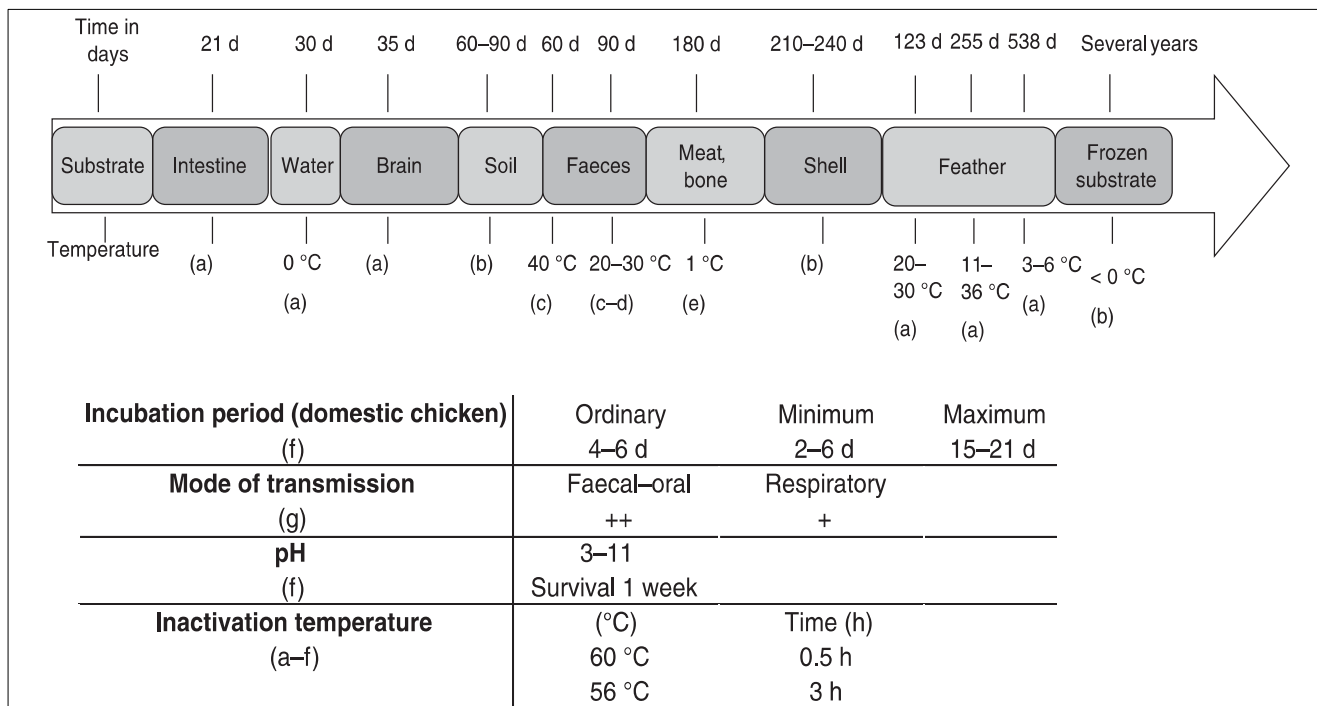 Time in
days
21 d
30 d
35 d
60–90 d
60 d
90 d
180 d
210–240 d
123 d
255 d
538 d
Several years
Substrate
Intestine
Water
Brain
Soil
Faeces
Meat,
bone
Shell
Feather
Frozen
substrate
Temperature
(a)
0 °C
(a)
(a)
(b)
40 °C
(c)
20–30 °C
(c–d)
1 °C
(e)
(b)
20–
30 °C
(a)
11–
36 °C
(a)
3–6 °C
(a)
< 0 °C
(b)
Incubation period (domestic chicken) Ordinary Minimum Maximum
(f) 4–6 d 2–6 d 15–21 d
Mode of transmission Faecal–oral Respiratory
(g) ++ +
pH 3–11
(f) Survival 1 week
Inactivation temperature (°C) Time (h)
(a–f) 60 °C 0.5 h
56 °C 3 h